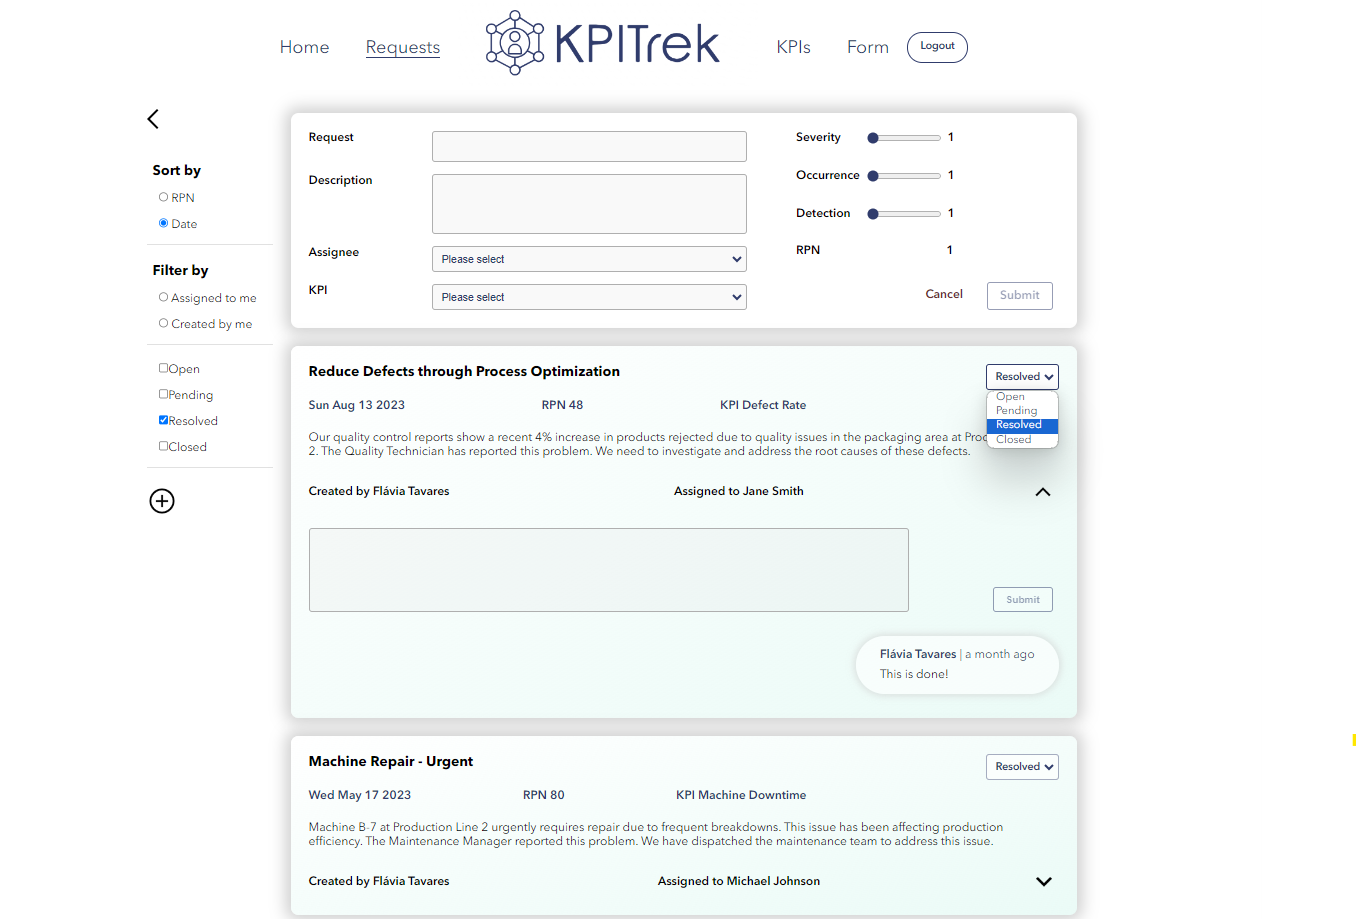 Home
Requests
KPITrek
KPIs
Form
Logout
Sort by
RPN
Date
Filter by
Assigned to me
Created by me
Open
Pending
Resolved
Closed
Request
Description
Assignee
Please select
KPI
Please select
Severity 1
Occurrence 1
Detection 1
RPN 1
Cancel
Submit
Reduce Defects through Process Optimization
Resolved
Open
Pending
Resolved
Closed
Sun Aug 13 2023
RPN 48
KPI Defect Rate
Our quality control reports show a recent 4% increase in products rejected due to quality issues in the packaging area at
2. The Quality Technician has reported this problem. We need to investigate and address the root causes of these defects.
Created by Flávia Tavares
Assigned to Jane Smith
Submit
Flávia Tavares | a month ago
This is done!
Machine Repair - Urgent
Resolved
Wed May 17 2023
RPN 80
KPI Machine Downtime
Machine B-7 at Production Line 2 urgently requires repair due to frequent breakdowns. This issue has been affecting production
efficiency. The Maintenance Manager reported this problem. We have dispatched the maintenance team to address this issue.
Created by Flávia Tavares
Assigned to Michael Johnson